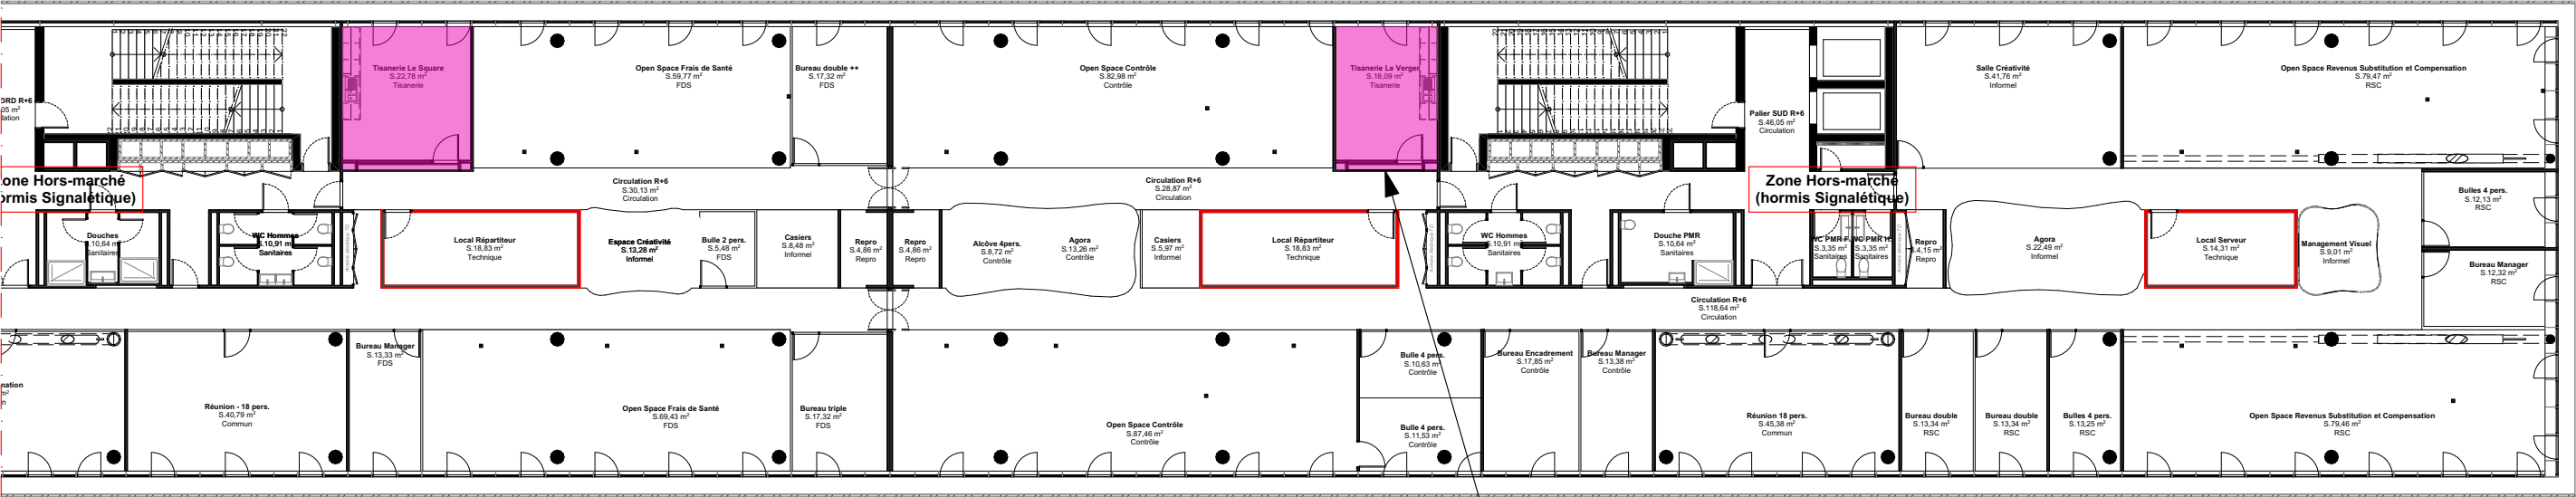 ORD R+6
05 m²
lation
Tisanerie Le Square
S.22,78 m²
Tisanerie
Open Space Frais de Santé
S.59,77 m²
FDS
Bureau double ++
S.17,32 m²
FDS
Open Space Contrôle
S.82,98 m²
Contrôle
Tisanerie Le Verger
S.18,09 m²
Tisanerie
Palier SUD R+6
S.46,05 m²
Circulation
Salle Créativité
S.41,76 m²
Informel
Open Space Revenus Substitution et Compensation
S.79,47 m²
RSC
one Hors-marché
ormis Signalétique)
Circulation R+6
S.30,13 m²
Circulation
Circulation R+6
S.28,87 m²
Circulation
Zone Hors-marché
(hormis Signalétique)
Bulles 4 pers.
S.12,13 m²
RSC
Douches
S.10,64 m²
Sanitaires
WC Hommes
S.10,91 m²
Sanitaires
Local Répartiteur
S.18,83 m²
Technique
Espace Créativité
S.12,28 m²
Informel
Bulle 2 pers.
S.5,48 m²
FDS
Casiers
S.8,48 m²
Informel
Repro
S.4,86 m²
Repro
Repro
S.4,86 m²
Repro
Alcôve 4pers.
S.8,72 m²
Contrôle
Agora
S.13,26 m²
Contrôle
Casiers
S.5,97 m²
Informel
Local Répartiteur
S.18,83 m²
Technique
WC Hommes
S.10,91 m²
Sanitaires
Douche PMR
S.10,64 m²
Sanitaires
WC PMR F
S.3,35 m²
Sanitaires
WC PMR H
S.3,35 m²
Sanitaires
Repro
S.4,15 m²
Repro
Agora
S.22,49 m²
Informel
Local Serveur
S.14,31 m²
Technique
Management Visuel
S.9,01 m²
Informel
Bureau Manager
S.12,32 m²
RSC
Circulation R+6
S.118,64 m²
Circulation
mation
m²
n
Réunion - 18 pers.
S.40,79 m²
Commun
Bureau Manager
S.13,33 m²
FDS
Open Space Frais de Santé
S.69,43 m²
FDS
Bureau triple
S.17,32 m²
FDS
Open Space Contrôle
S.87,46 m²
Contrôle
Bulle 4 pers.
S.10,63 m²
Contrôle
Bulle 4 pers.
S.11,53 m²
Contrôle
Bureau Encadrement
S.17,85 m²
Contrôle
Bureau Manager
S.13,38 m²
Contrôle
Réunion 18 pers.
S.45,38 m²
Commun
Bureau double
S.13,34 m²
RSC
Bureau double
S.13,34 m²
RSC
Bulles 4 pers.
S.13,25 m²
RSC
Open Space Revenus Substitution et Compensation
S.79,46 m²
RSC